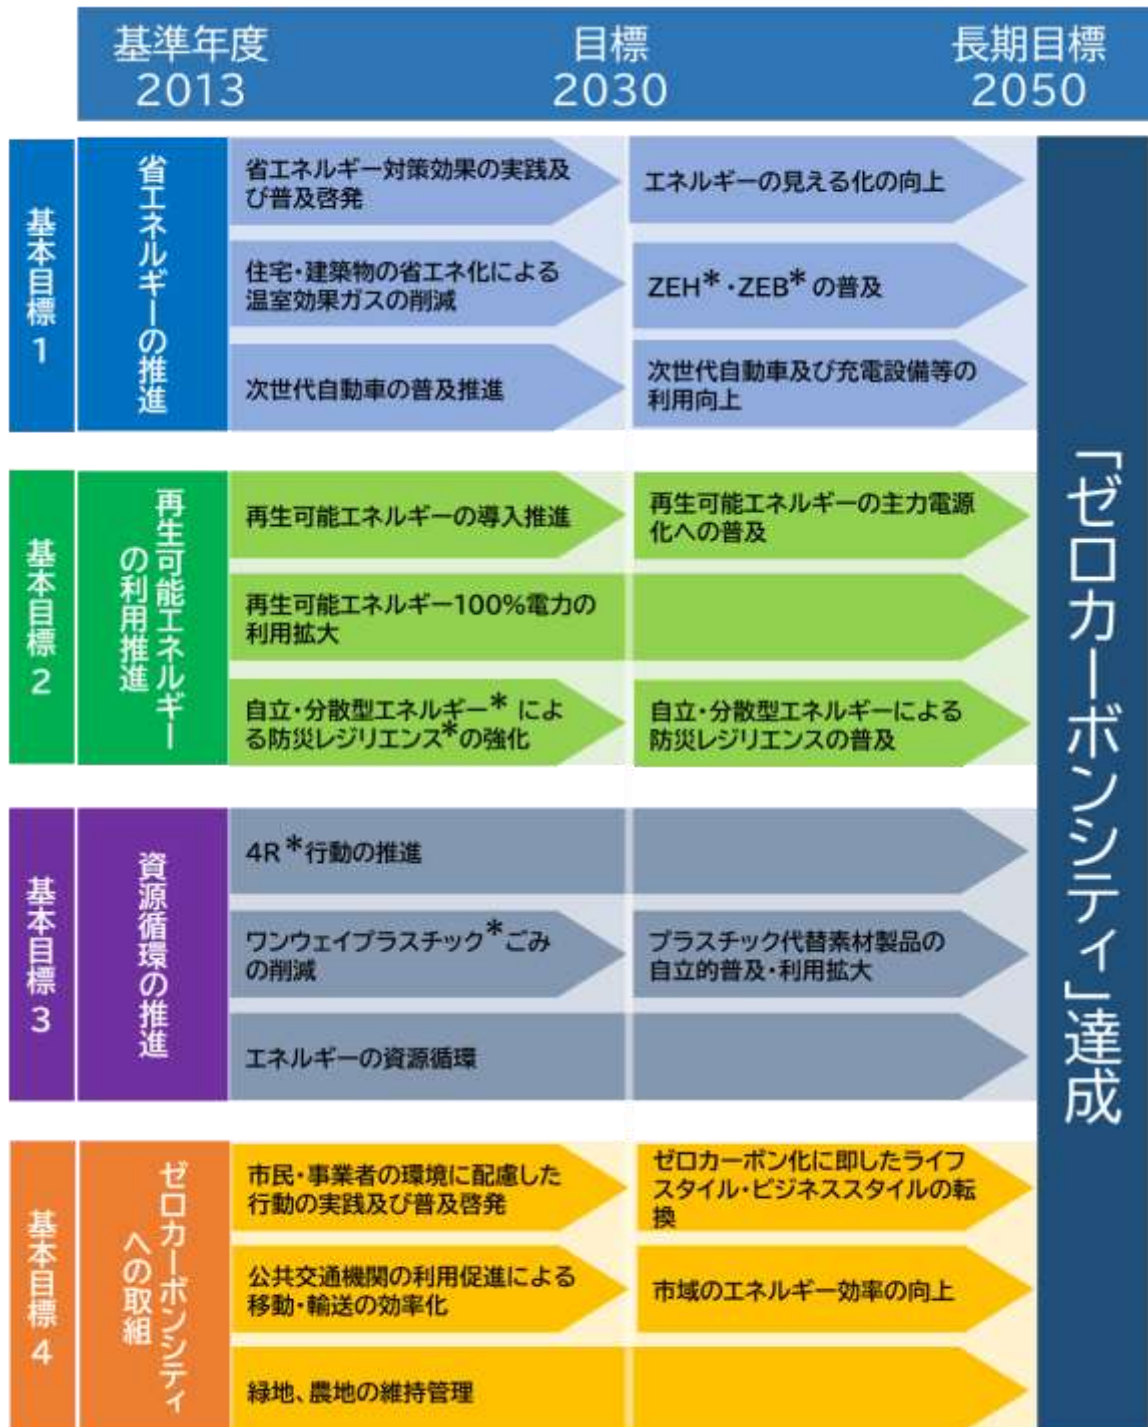 基準年度
2013
目標
2030
長期目標
2050
基本目標1
省エネルギーの推進
省エネルギー対策効果の実践及
び普及啓発
エネルギーの見える化の向上
住宅・建築物の省エネ化による
温室効果ガスの削減
ZEH*・ZEB*の普及
次世代自動車の普及推進
次世代自動車及び充電設備等の
利用向上
基本目標2
再生可能エネルギー
の利用推進
再生可能エネルギーの導入推進
再生可能エネルギーの主力電源
化への普及
再生可能エネルギー100%電力の
利用拡大
自立・分散型エネルギー* によ
る防災レジリエンス*の強化
自立・分散型エネルギーによる
防災レジリエンスの普及
基本目標3
資源循環の推進
4R*行動の推進
ワンウェイプラスチック*ごみ
の削減
プラスチック代替素材製品の
自立的普及・利用拡大
エネルギーの資源循環
基本目標4
ゼロカーボンシティ
への取組
市民・事業者の環境に配慮した
行動の実践及び普及啓発
ゼロカーボン化に即したライフ
スタイル・ビジネススタイルの転
換
公共交通機関の利用促進による
移動・輸送の効率化
市域のエネルギー効率の向上
緑地、農地の維持管理
「ゼロカーボンシティ」達成